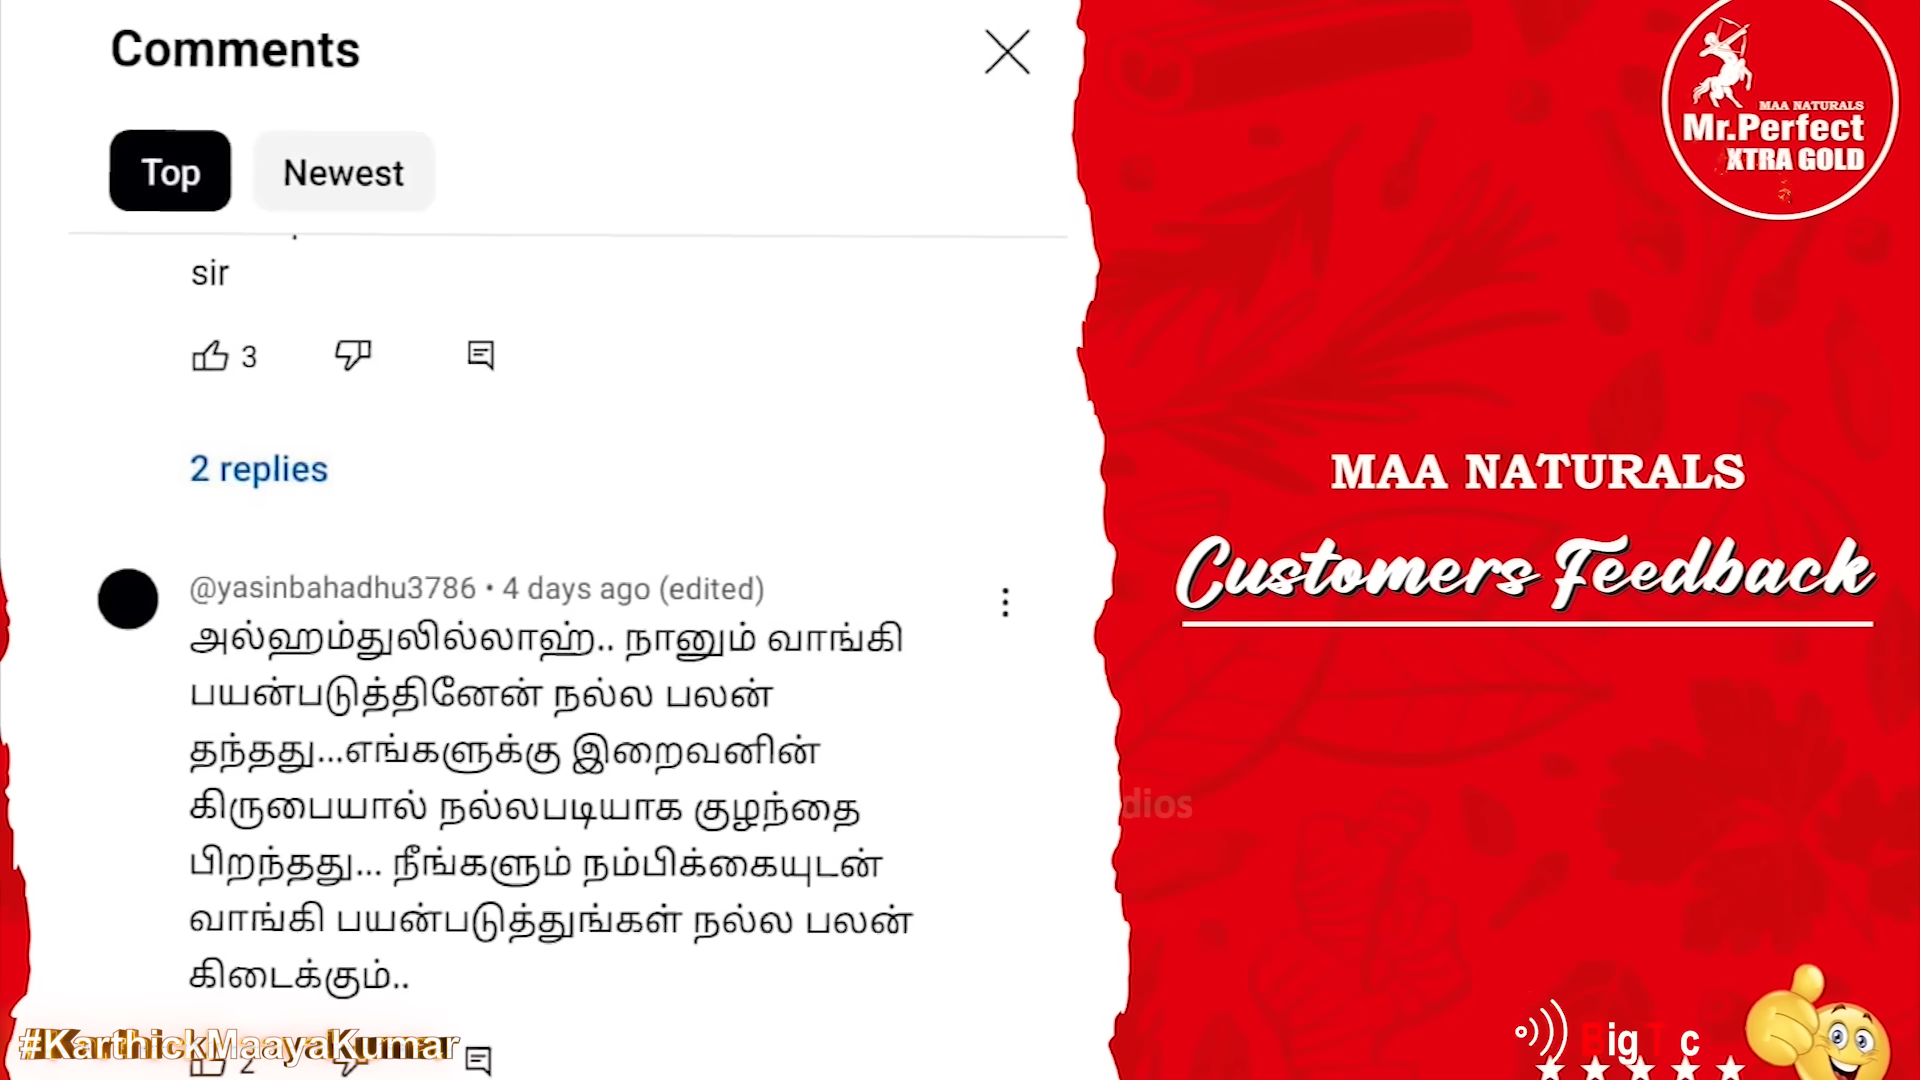 Comments
Top
Newest
sir
3
2 replies
@yasinbahadhu3786 • 4 days ago (edited)
அல்ஹம்துலில்லாஹ்.. நானும் வாங்கி
பயன்படுத்தினேன் நல்ல பலன்
தந்தது...எங்களுக்கு இறைவனின்
கிருபையால் நல்லபடியாக குழந்தை
பிறந்தது... நீங்களும் நம்பிக்கையுடன்
வாங்கி பயன்படுத்துங்கள் நல்ல பலன்
கிடைக்கும்..
2
#KarthickMaayaKumar
MAA NATURALS
Mr.Perfect
XTRA GOLD
MAA NATURALS
Customers Feedback